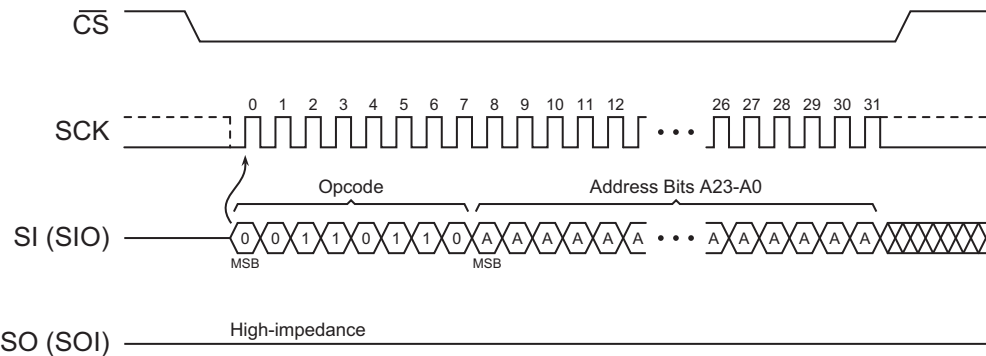 CS
0 1 2 3 4 5 6 7 8 9 10 11 12 26 27 28 29 30 31
SCK
Opcode Address Bits A23-A0
SI (SIO) 0 0 1 1 0 1 1 0 A A A A A A A A A A A A
MSB MSB
High-impedance
SO (SOI)